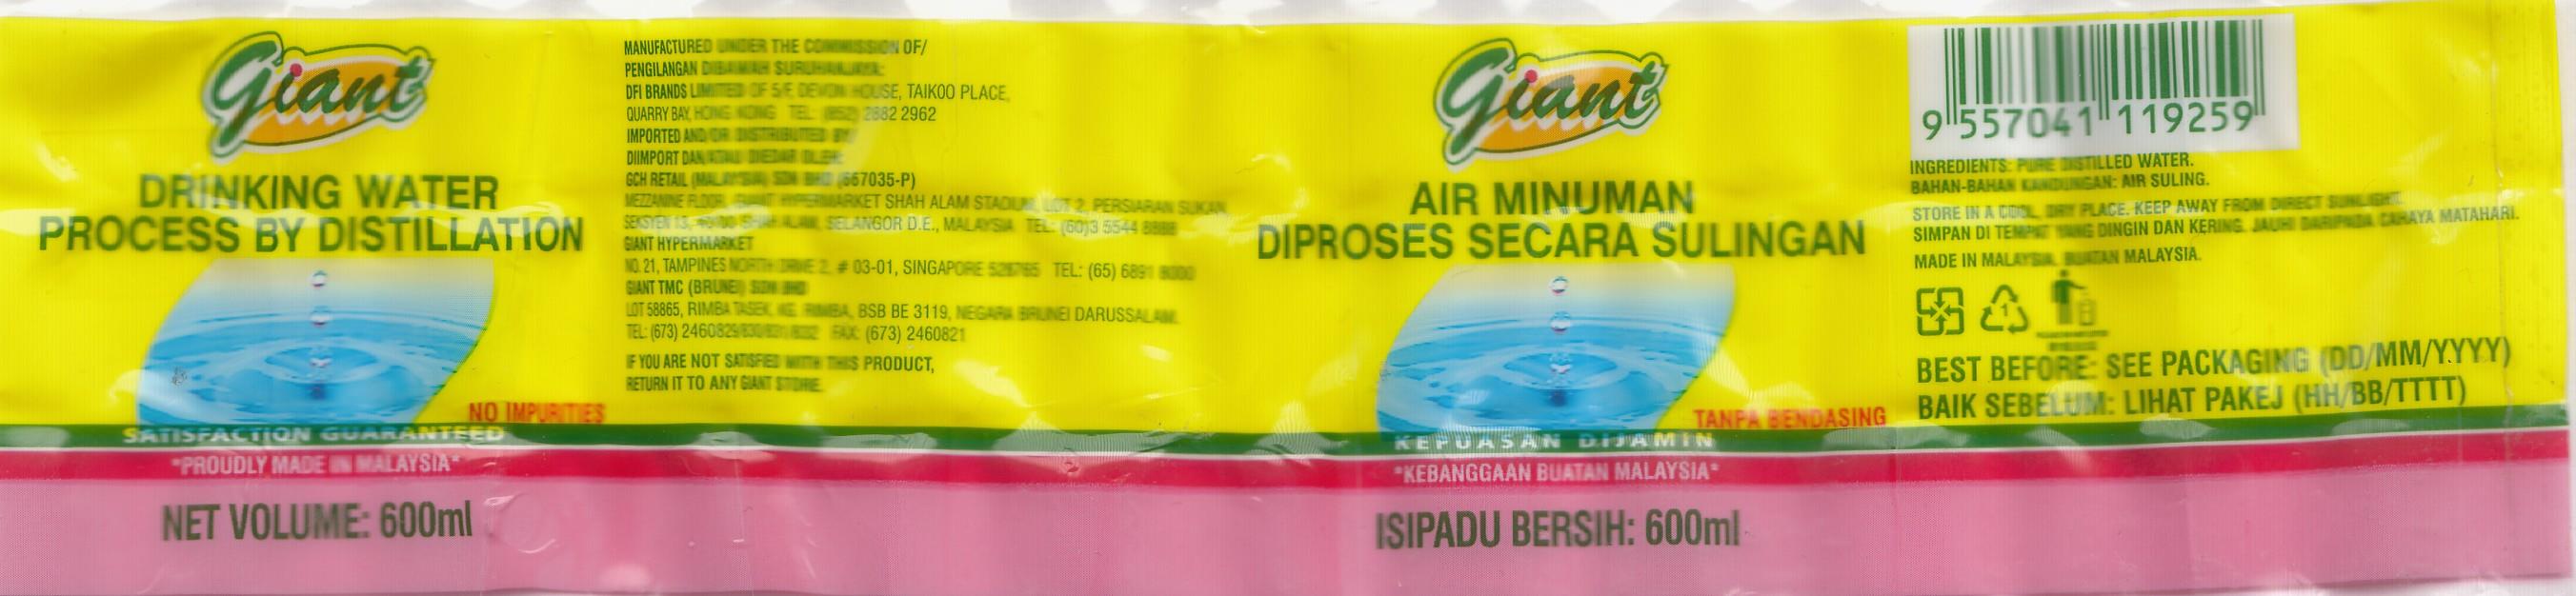 Giant
DRINKING WATER
PROCESS BY DISTILLATION
NO IMPURITIES
SATISFACTION GUARANTEED
*PROUDLY MADE IN MALAYSIA*
NET VOLUME: 600ml
MANUFACTURED UNDER THE COMMISSION OF/
PENGILANGAN DIBAWAH SURUHANJAYA:
DFI BRANDS LIMITED OF 5/F, DEVON HOUSE, TAIKOO PLACE,
QUARRY BAY, HONG KONG TEL: (852) 2882 2962
IMPORTED AND/OR DISTRIBUTED BY/
DIIMPORT DAN/ATAU DIEDAR OLEH:
GCH RETAIL (MALAYSIA) SDN BHD (667035-P)
MEZZANINE FLOOR, GIANT HYPERMARKET SHAH ALAM STADIUM, LOT 2, PERSIARAN SUKAN
SEKSYEN 13, 40100 SHAH ALAM, SELANGOR D.E., MALAYSIA TEL: (60)3 5544 8888
GIANT HYPERMARKET
NO. 21, TAMPINES NORTH DRIVE 2, # 03-01, SINGAPORE 528765 TEL: (65) 6891 8000
GIANT TMC (BRUNEI) SDN BHD
LOT 58865, RIMBA TASEK, KG. RIMBA, BSB BE 3119, NEGARA BRUNEI DARUSSALAM.
TEL: (673) 2460829/830/831/832 FAX: (673) 2460821
IF YOU ARE NOT SATISFIED WITH THIS PRODUCT,
RETURN IT TO ANY GIANT STORE.
Giant
AIR MINUMAN
DIPROSES SECARA SULINGAN
TANPA BENDASING
KEPUASAN DIJAMIN
*KEBANGGAAN BUATAN MALAYSIA*
ISIPADU BERSIH: 600ml
9 557041 119259
INGREDIENTS: PURE DISTILLED WATER.
BAHAN-BAHAN KANDUNGAN: AIR SULING.
STORE IN A COOL, DRY PLACE. KEEP AWAY FROM DIRECT SUNLIGHT.
SIMPAN DI TEMPAT YANG DINGIN DAN KERING. JAUHI DARIPADA CAHAYA MATAHARI.
MADE IN MALAYSIA. BUATAN MALAYSIA.
1
BEST BEFORE: SEE PACKAGING (DD/MM/YYYY)
BAIK SEBELUM: LIHAT PAKEJ (HH/BB/TTTT)